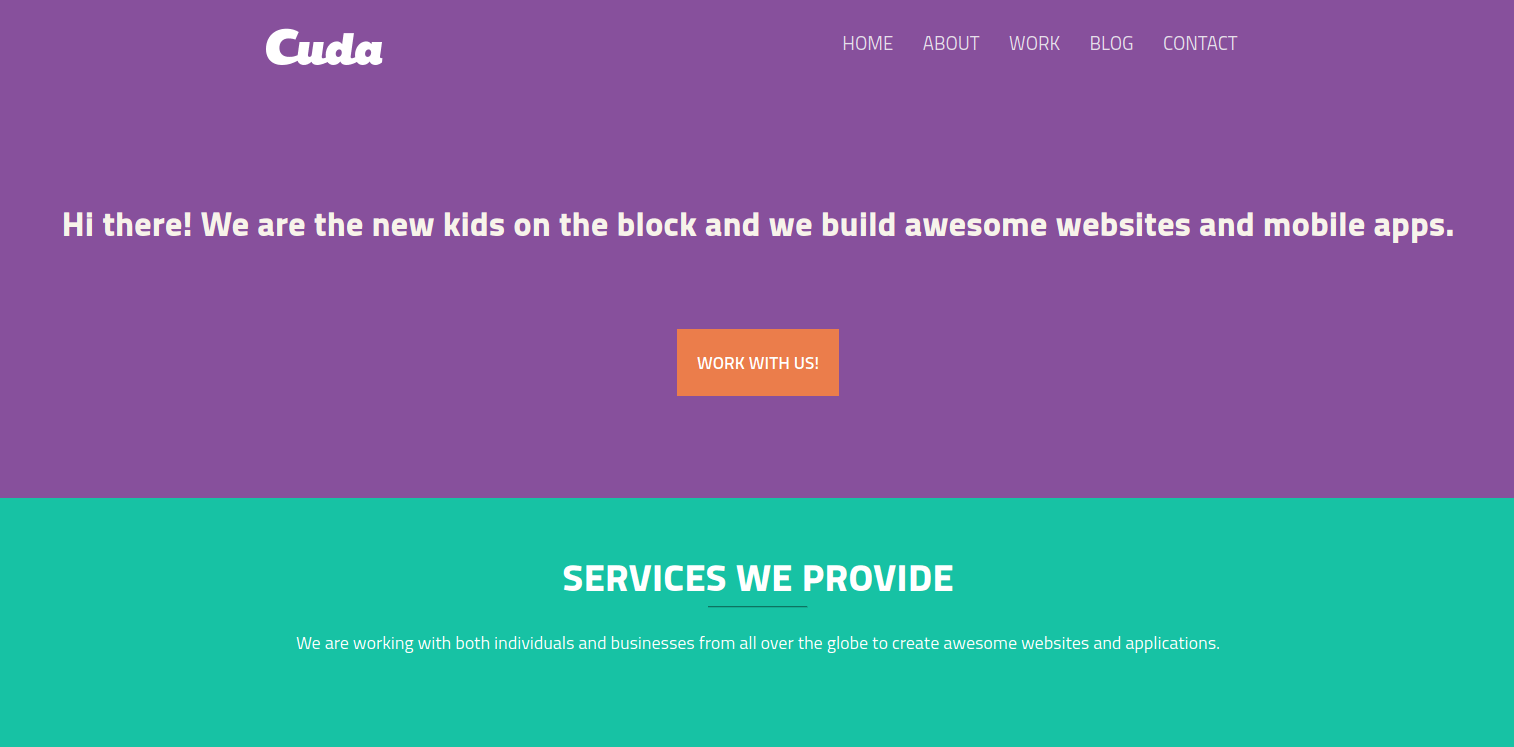 Cuda
HOME ABOUT WORK BLOG CONTACT
Hi there! We are the new kids on the block and we build awesome websites and mobile apps.
WORK WITH US!
SERVICES WE PROVIDE
We are working with both individuals and businesses from all over the globe to create awesome websites and applications.